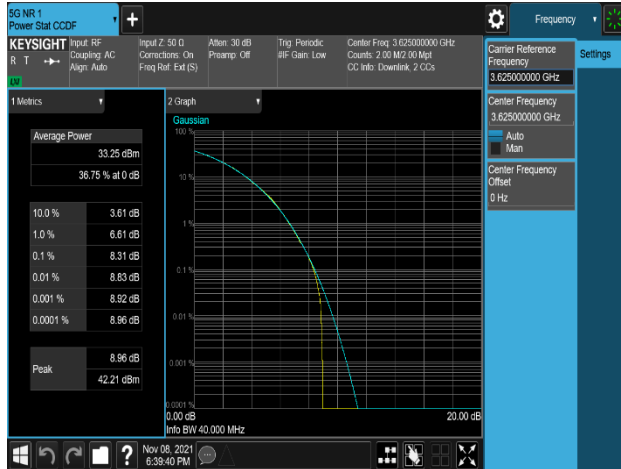 5G NR 1
Power Stat CCDF
Frequency
KEYSIGHT
R T
LW
Input: RF
Coupling: AC
Align: Auto
Input Z: 50 Ω
Corrections: On
Freq Ref: Ext (S)
Atten: 30 dB
Preamp: Off
Trig: Periodic
#IF Gain: Low
Center Freq: 3.625000000 GHz
Counts: 2.00 M/2.00 Mpt
CC Info: Downlink, 2 CCs
Carrier Reference
Frequency
3.625000000 GHz
Settings
Center Frequency
3.625000000 GHz
Auto
Man
Center Frequency
Offset
0 Hz
1 Metrics
Average Power
33.25 dBm
36.75 % at 0 dB
10.0 % 3.61 dB
1.0 % 6.61 dB
0.1 % 8.31 dB
0.01 % 8.83 dB
0.001 % 8.92 dB
0.0001 % 8.96 dB
Peak
8.96 dB
42.21 dBm
2 Graph
Gaussian
100 %
10 %
1 %
0.1 %
0.01 %
0.001 %
0.0001 %
0.00 dB
20.00 dB
Info BW 40.000 MHz
?
Nov 08, 2021
6:39:40 PM